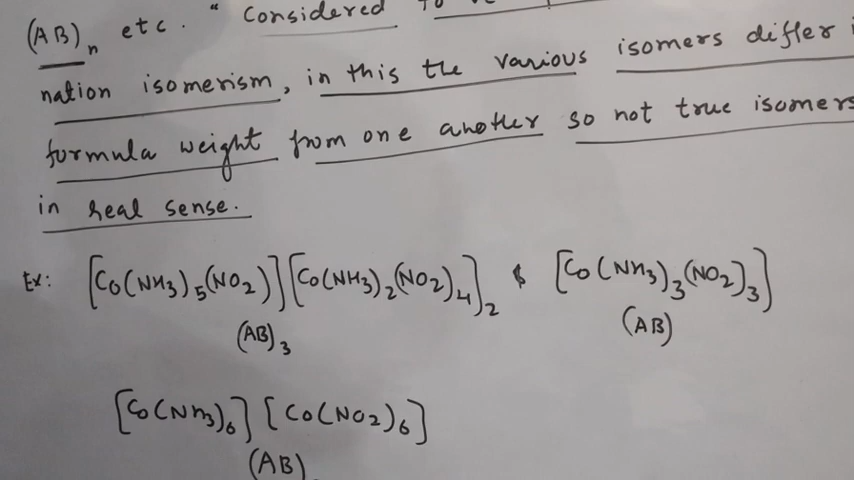 (AB)n etc. " Considered to
nation isomerism, in this the various isomers differ
formula weight from one another so not true isomers
in real sense.
Ex: [Co(NH3)5(NO2)][Co(NH3)2(NO2)4]2 & [Co(NH3)3(NO2)3]
(AB)3 (AB)
[Co(NH3)6] [Co(NO2)6]
(AB)